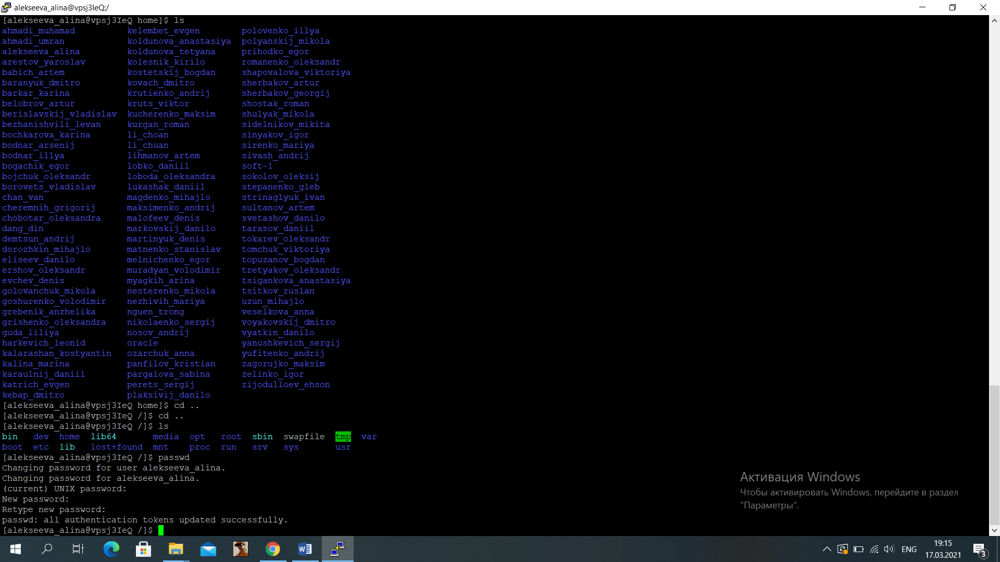 alekseeva_alina@vpsj3IeQ:/
[alekseeva_alina@vpsj3IeQ home]$ ls
ahmadi_muhamad kelembet_evgen polovenko_illya
ahmadi_umran koldunova_anastasiya polyanskij_mikola
alekseeva_alina koldunova_tetyana prihodko_egor
arestov_yaroslav kolesnik_kirilo romanenko_oleksandr
babich_artem kostetskij_bogdan shapovalova_viktoriya
baranyuk_dmitro kovach_dmitro sherbakov_artur
barkar_karina krutienko_andrij sherbakov_georgij
belobrov_artur kruts_viktor shostak_roman
berislavskij_vladislav kucherenko_maksim shulyak_mikola
bezhanishvili_levan kurgan_roman sidelnikov_mikita
bochkarova_karina li_choan sinyakov_igor
bodnar_arsenij li_chuan sirenko_mariya
bodnar_illya lihmanov_artem sivash_andrij
bogachik_egor lobko_daniil soft-1
bojchuk_oleksandr loboda_oleksandra sokolov_oleksij
borovets_vladislav lukashak_daniil stepanenko_gleb
chan_van magdenko_mihajlo strinaglyuk_ivan
cheremnih_grigorij maksimenko_andrij sultanov_artem
chobotar_oleksandra malofeev_denis svetashov_danilo
dang_din markovskij_danilo tarasov_daniil
demtsun_andrij martinyuk_denis tokarev_oleksandr
dorozhkin_mihajlo matnenko_stanislav tomchuk_viktoriya
eliseev_danilo melnichenko_egor topuzanov_bogdan
ershov_oleksandr muradyan_volodimir tretyakov_oleksandr
evchev_denis myagkih_arina tsigankova_anastasiya
golovanchuk_mikola nesterenko_mikola tsitkov_ruslan
goshurenko_volodimir nezhivih_mariya uzun_mihajlo
grebenik_anzhelika nguen_trong veselkova_anna
grishenko_oleksandra nikolaenko_sergij voyakovskij_dmitro
guda_liliya nosov_andrij vyatkin_danilo
harkevich_leonid oracle yanushkevich_sergij
kalarashan_kostyantin ozarchuk_anna yufitenko_andrij
kalina_marina panfilov_kristian zagorujko_maksim
karaulnij_daniil pargalova_sabina zelinko_igor
katrich_evgen perets_sergij zijodulloev_ehson
kebap_dmitro plaksivij_danilo
[alekseeva_alina@vpsj3IeQ home]$ cd ..
[alekseeva_alina@vpsj3IeQ /]$ cd ..
[alekseeva_alina@vpsj3IeQ /]$ ls
bin dev home lib64 media opt root sbin swapfile tmp var
boot etc lib lost+found mnt proc run srv sys usr
[alekseeva_alina@vpsj3IeQ /]$ passwd
Changing password for user alekseeva_alina.
Changing password for alekseeva_alina.
(current) UNIX password:
New password:
Retype new password:
passwd: all authentication tokens updated successfully.
[alekseeva_alina@vpsj3IeQ /]$
Активация Windows
Чтобы активировать Windows, перейдите в раздел
"Параметры".
ENG
19:15
17.03.2021
3